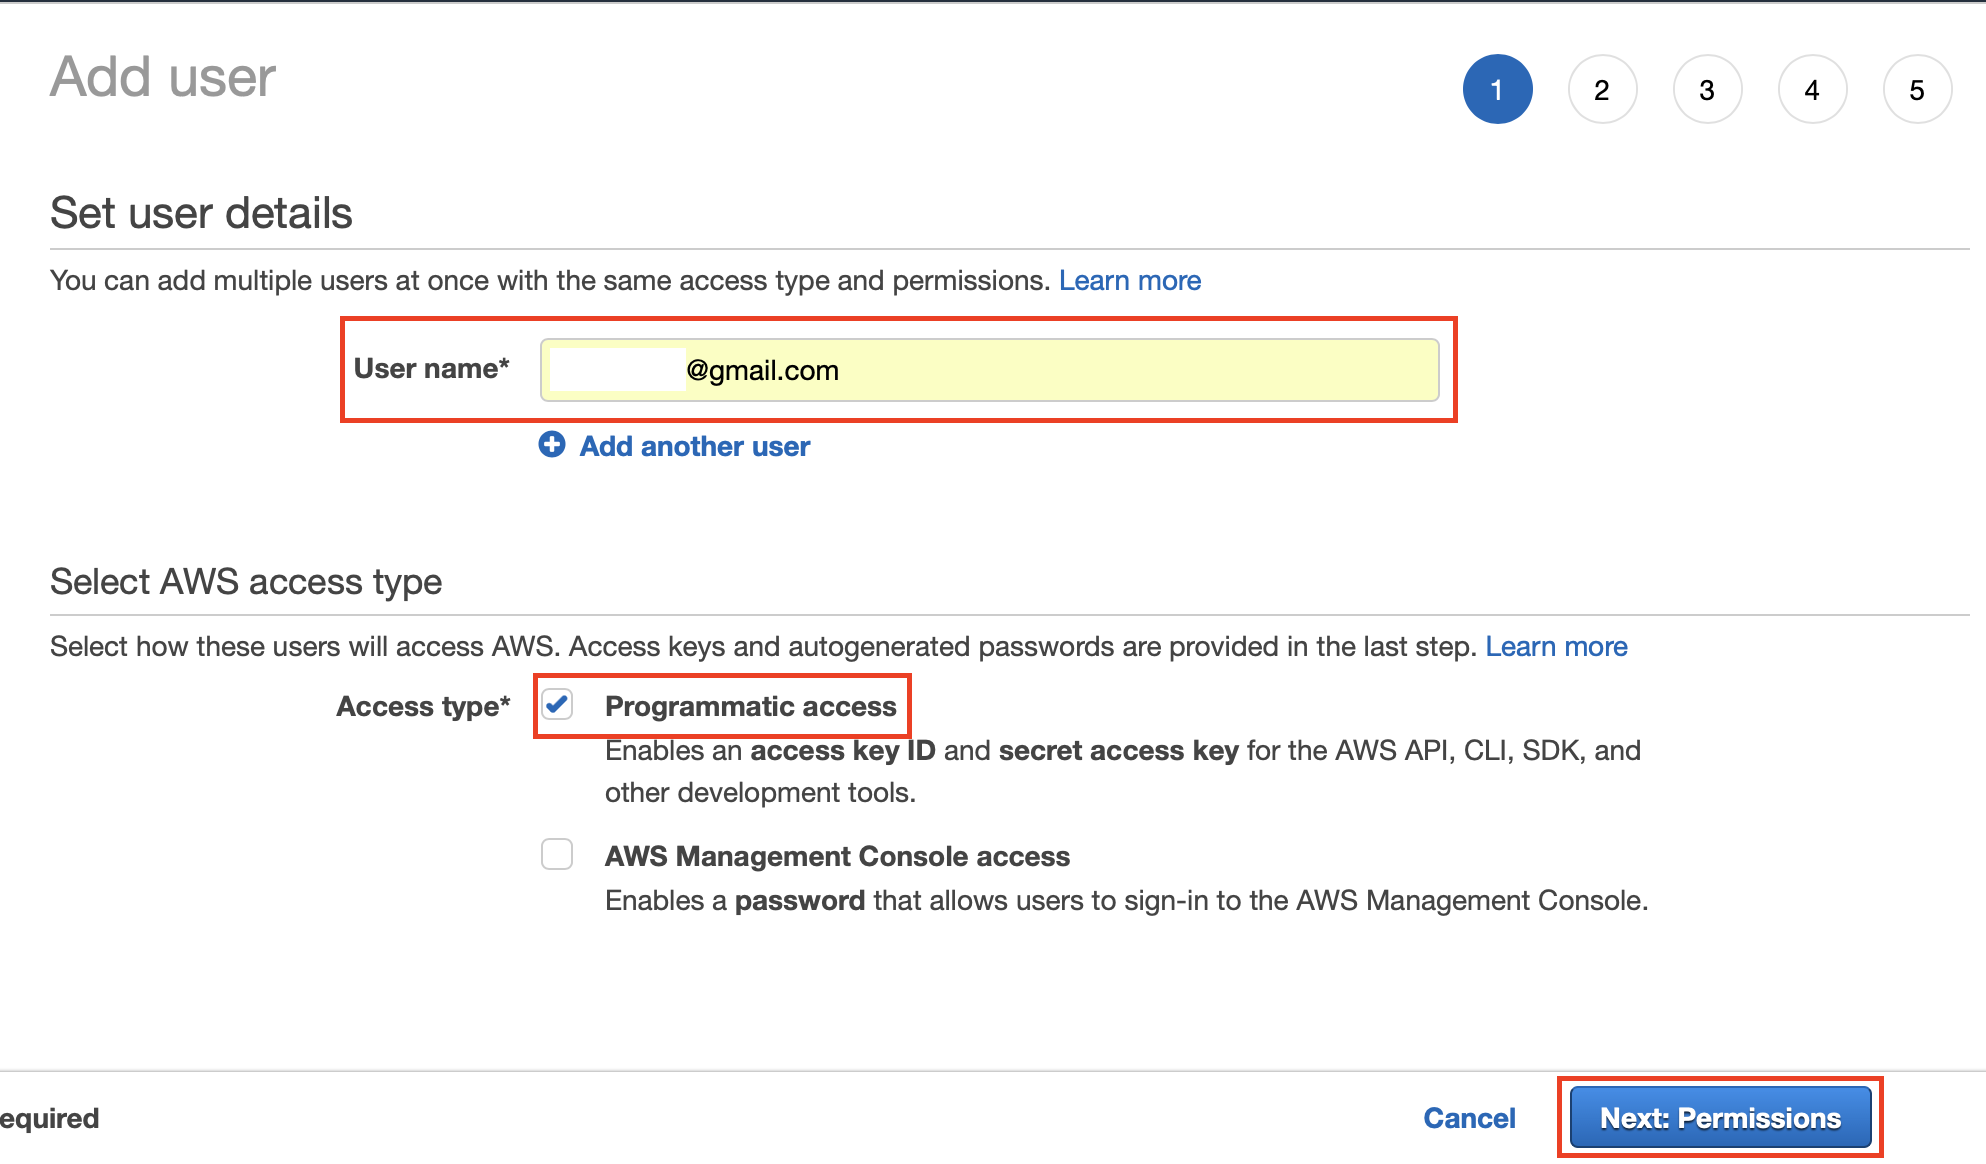 Add user
1 2 3 4 5
Set user details
You can add multiple users at once with the same access type and permissions. Learn more
User name* @gmail.com
Add another user
Select AWS access type
Select how these users will access AWS. Access keys and autogenerated passwords are provided in the last step. Learn more
Access type* Programmatic access
Enables an access key ID and secret access key for the AWS API, CLI, SDK, and
other development tools.
AWS Management Console access
Enables a password that allows users to sign-in to the AWS Management Console.
equired Cancel Next: Permissions